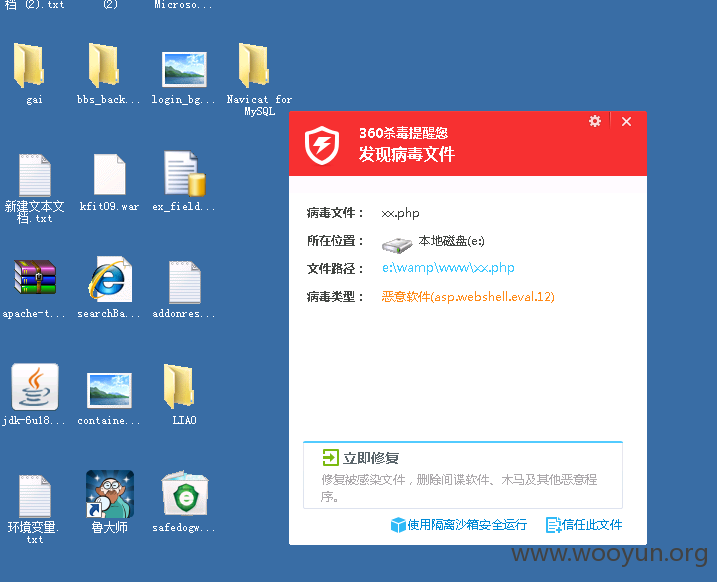 档 (2).txt
(2)
Microso...
gai
bbs_back...
login_bg...
Navicat for
MySQL
新建文本文
档.txt
kfit09.war
ex_field...
apache-t...
searchBa...
addonres...
jdk-6u18...
containe...
LIAO
环境变量.
txt
鲁大师
safedogw...
360杀毒提醒您
发现病毒文件
病毒文件： xx.php
所在位置： 本地磁盘(e:)
文件路径： e:\wamp\www\xx.php
病毒类型： 恶意软件(asp.webshell.eval.12)
立即修复
修复被感染文件，删除间谍软件、木马及其他恶意程
序。
使用隔离沙箱安全运行
信任此文件
www.wooyun.org